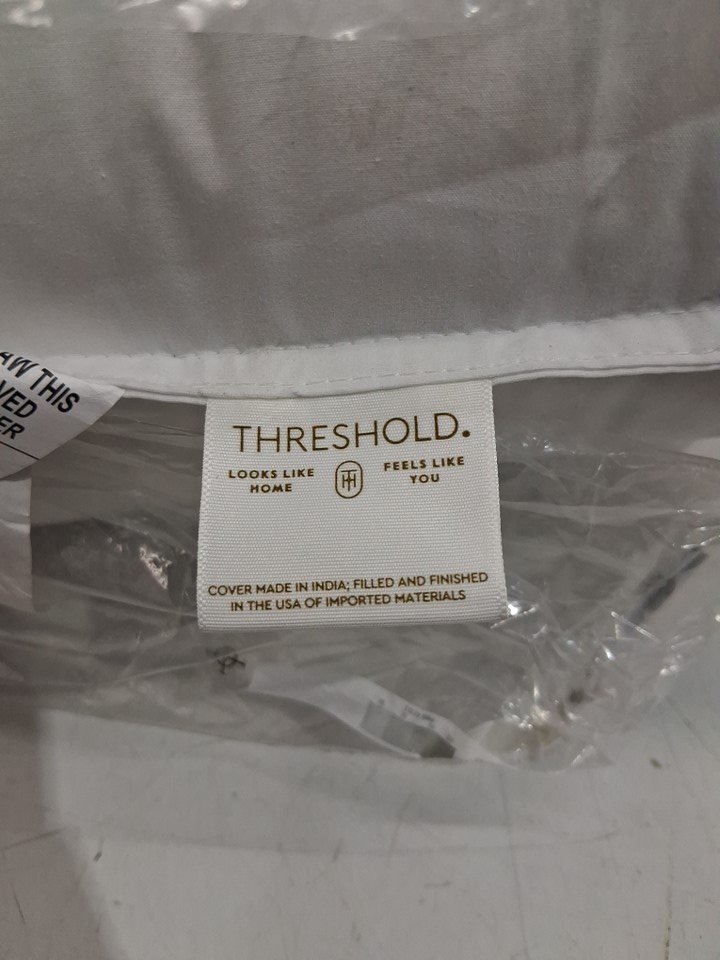 AW THIS
VED
ER
THRESHOLD.
LOOKS LIKE
HOME
FEELS LIKE
YOU
COVER MADE IN INDIA; FILLED AND FINISHED
IN THE USA OF IMPORTED MATERIALS